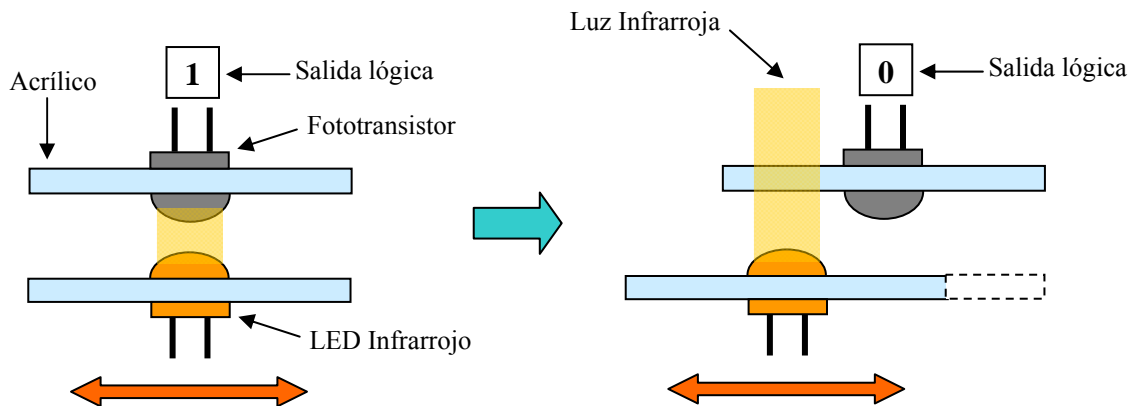 Acrílico
1
Salida lógica
Fototransistor
LED Infrarrojo
Luz Infrarroja
0
Salida lógica